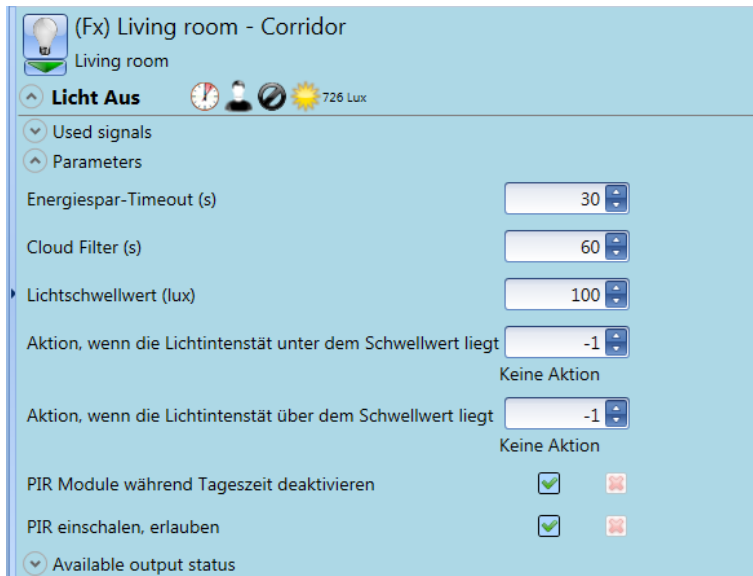 (Fx) Living room - Corridor
Living room
Licht Aus 726 Lux
Used signals
Parameters
Energiespar-Timeout (s) 30
Cloud Filter (s) 60
Lichtschwellwert (lux) 100
Aktion, wenn die Lichtintenstät unter dem Schwellwert liegt -1
Keine Aktion
Aktion, wenn die Lichtintenstät über dem Schwellwert liegt -1
Keine Aktion
PIR Module während Tageszeit deaktivieren
PIR einschalen, erlauben
Available output status